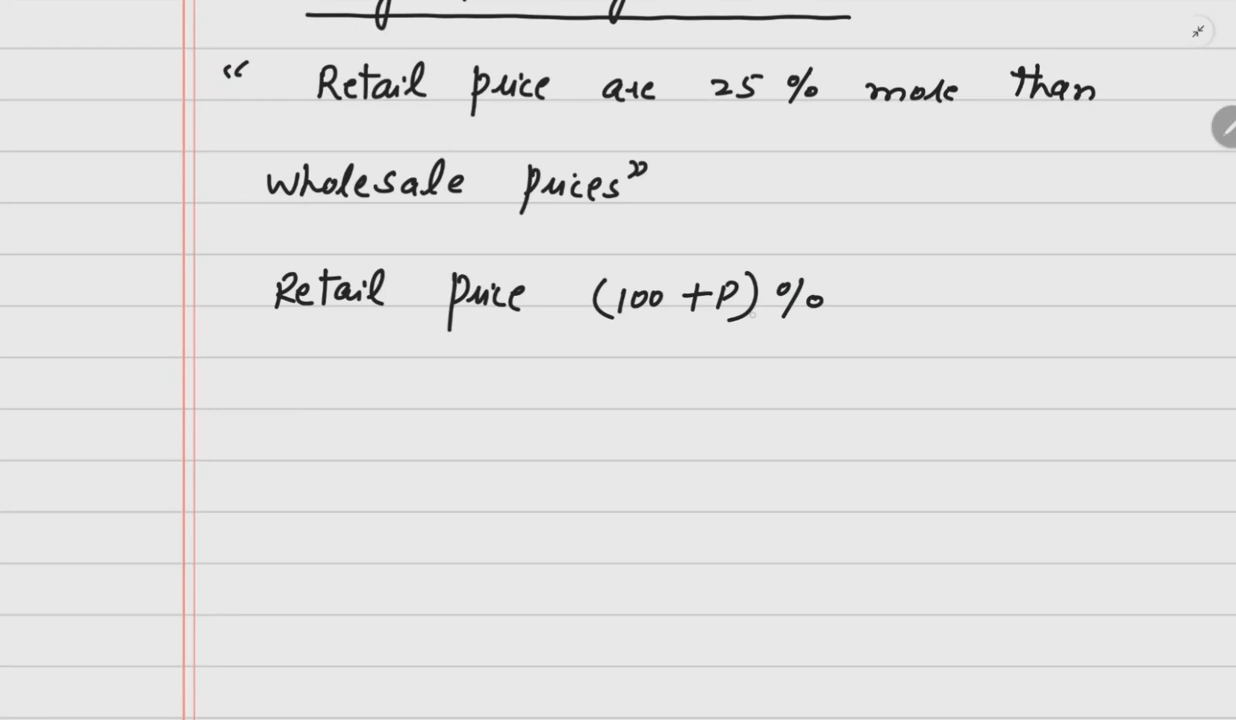 “ Retail price are 25 % more than
wholesale prices”
Retail price (100 + P) %